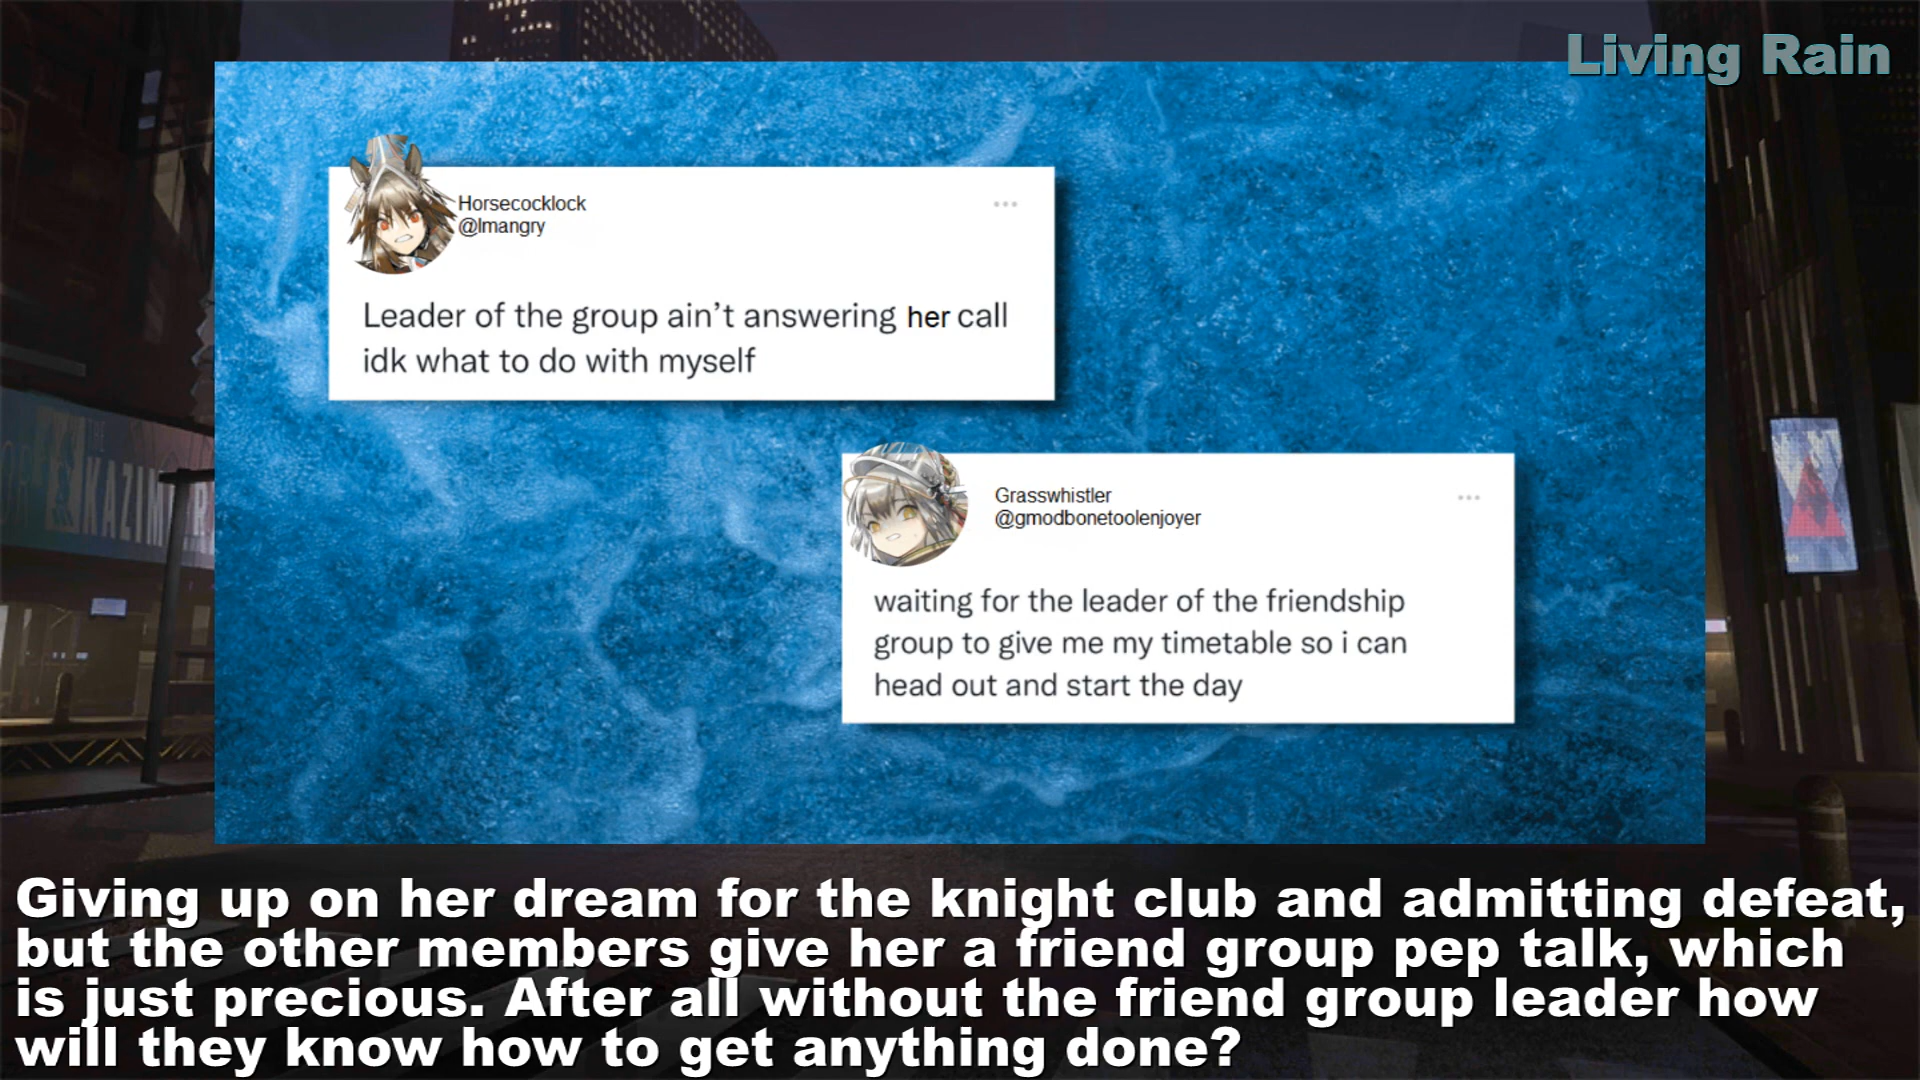 Living Rain
Horsecocklock
@Imangry
Leader of the group ain't answering her call
idk what to do with myself
Grasswhistler
@gmodbonetoolenjoyer
waiting for the leader of the friendship
group to give me my timetable so i can
head out and start the day
KAZIMIER
Giving up on her dream for the knight club and admitting defeat,
but the other members give her a friend group pep talk, which
is just precious. After all without the friend group leader how
will they know how to get anything done?